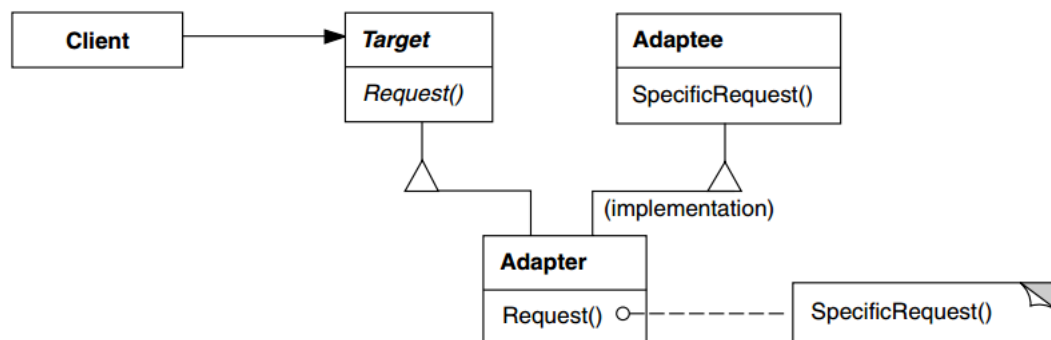 Client
Target
Request()
Adaptee
SpecificRequest()
(implementation)
Adapter
Request()
SpecificRequest()